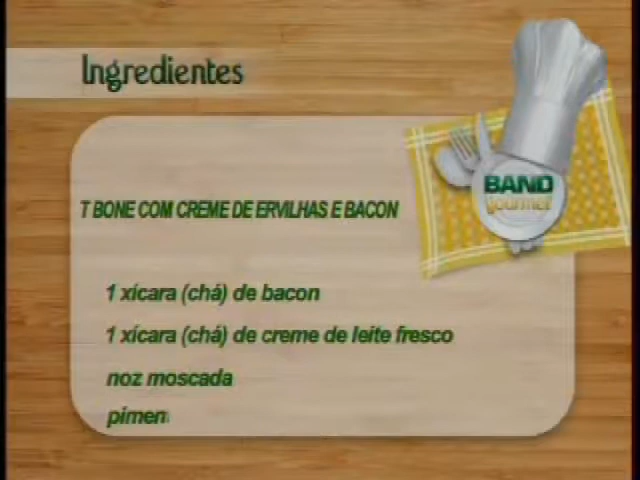 Ingredientes
BAND
gourmet
T BONE COM CREME DE ERVILHAS E BACON
1 xícara (chá) de bacon
1 xícara (chá) de creme de leite fresco
noz moscada
pimen